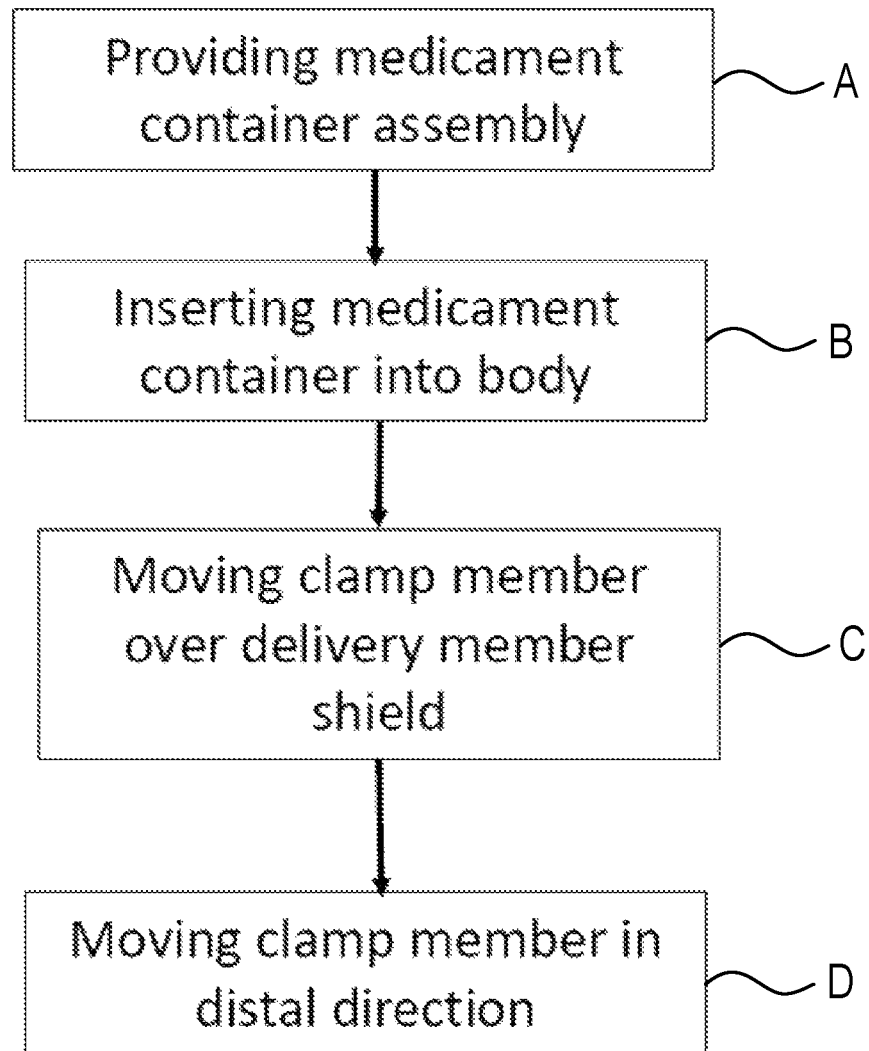 Providing medicament
container assembly
A
Inserting medicament
container into body
B
Moving clamp member
over delivery member
shield
C
Moving clamp member in
distal direction
D